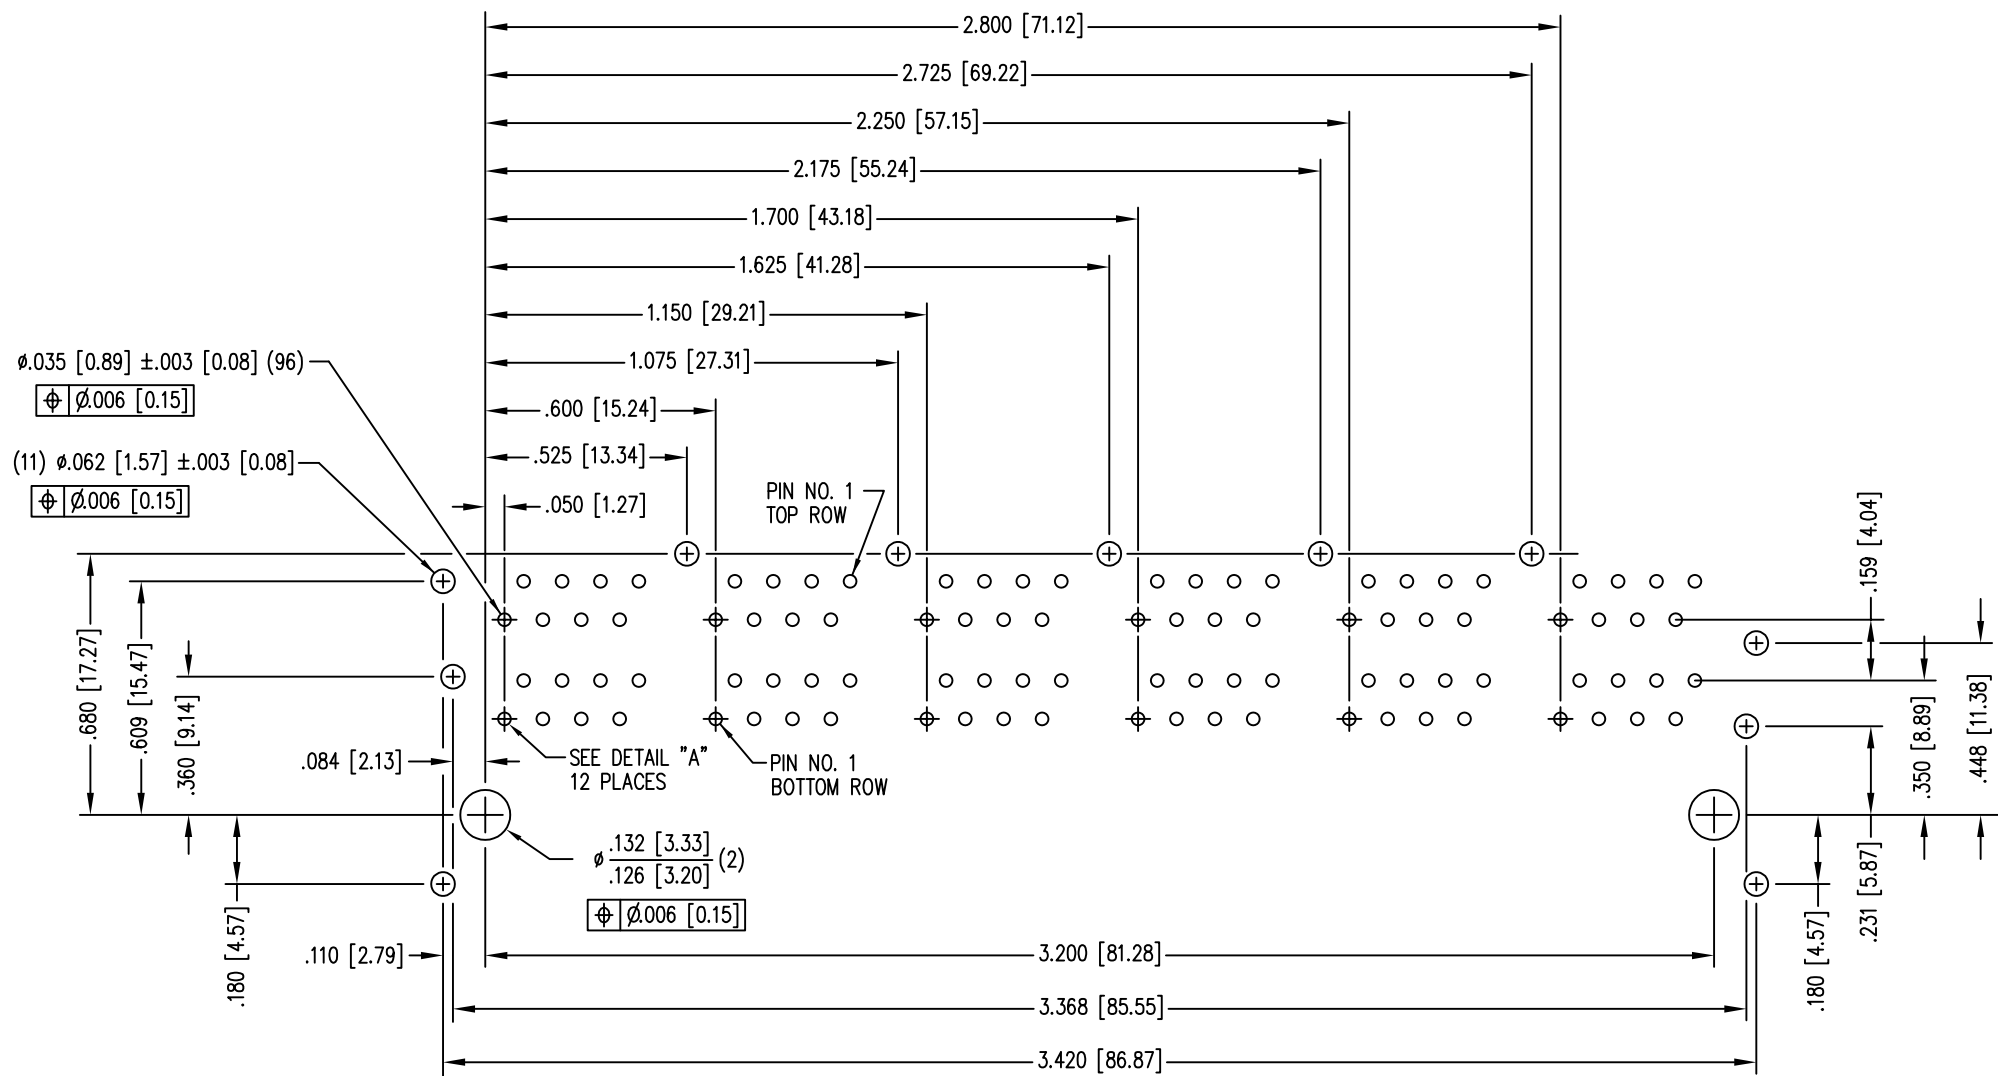 2.800 [71.12]
2.725 [69.22]
2.250 [57.15]
2.175 [55.24]
1.700 [43.18]
1.625 [41.28]
1.150 [29.21]
1.075 [27.31]
⌀.035 [0.89] ±.003 [0.08] (96)
⌖ ⌀.006 [0.15]
.600 [15.24]
.525 [13.34]
(11) ⌀.062 [1.57] ±.003 [0.08]
⌖ ⌀.006 [0.15]
.050 [1.27]
PIN NO. 1
TOP ROW
.159 [4.04]
.680 [17.27]
.609 [15.47]
.360 [9.14]
.084 [2.13]
SEE DETAIL "A"
12 PLACES
PIN NO. 1
BOTTOM ROW
.350 [8.89]
.448 [11.38]
⌀ .132 [3.33] (2)
.126 [3.20]
⌖ ⌀.006 [0.15]
.231 [5.87]
.180 [4.57]
.180 [4.57]
.110 [2.79]
3.200 [81.28]
3.368 [85.55]
3.420 [86.87]